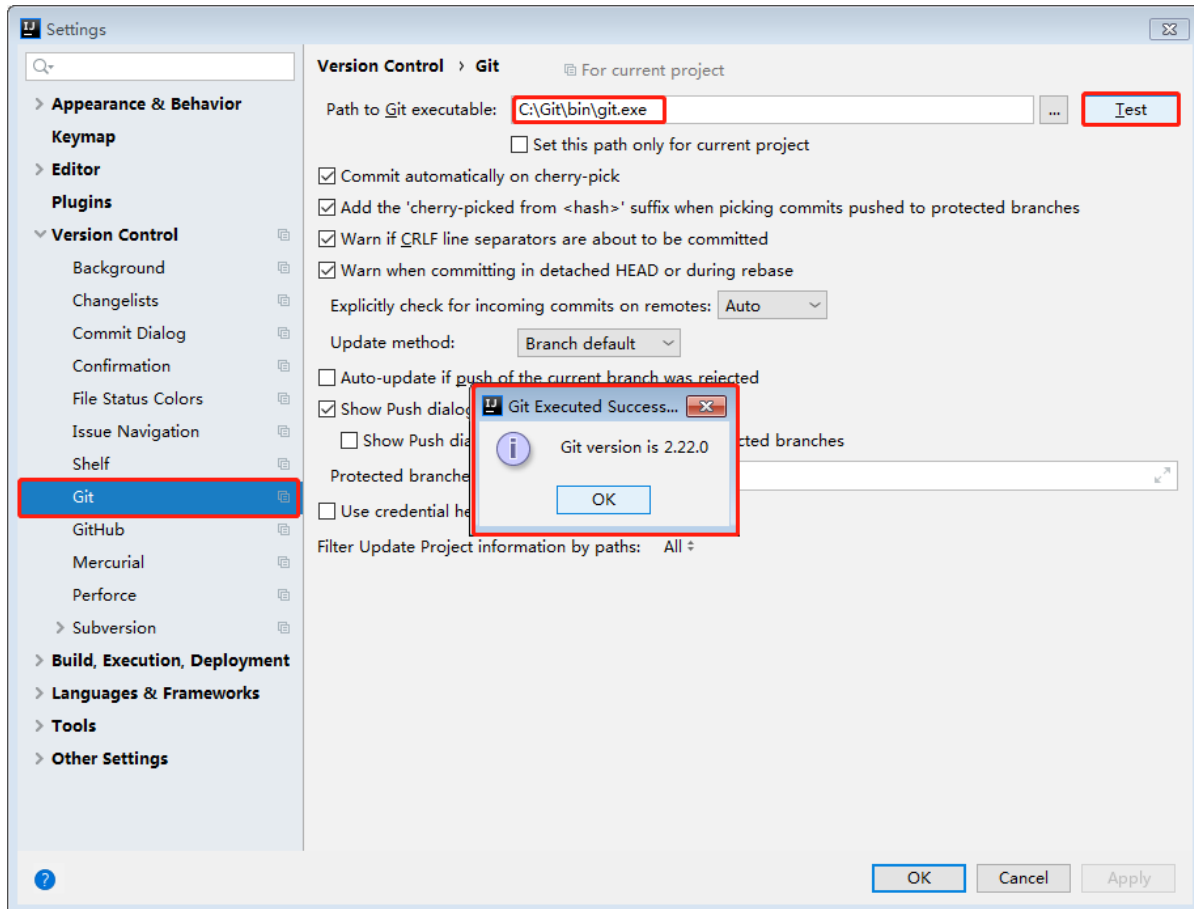 Settings
Appearance & Behavior
Keymap
Editor
Plugins
Version Control
Background
Changelists
Commit Dialog
Confirmation
File Status Colors
Issue Navigation
Shelf
Git
GitHub
Mercurial
Perforce
Subversion
Build, Execution, Deployment
Languages & Frameworks
Tools
Other Settings
Version Control › Git For current project
Path to Git executable: C:\Git\bin\git.exe ... Test
Set this path only for current project
Commit automatically on cherry-pick
Add the 'cherry-picked from <hash>' suffix when picking commits pushed to protected branches
Warn if CRLF line separators are about to be committed
Warn when committing in detached HEAD or during rebase
Explicitly check for incoming commits on remotes: Auto
Update method: Branch default
Auto-update if push of the current branch was rejected
Show Push dialog
Show Push dia cted branches
Protected branche
Use credential he
Filter Update Project information by paths: All
IJ Git Executed Success...
Git version is 2.22.0
OK
? OK Cancel Apply